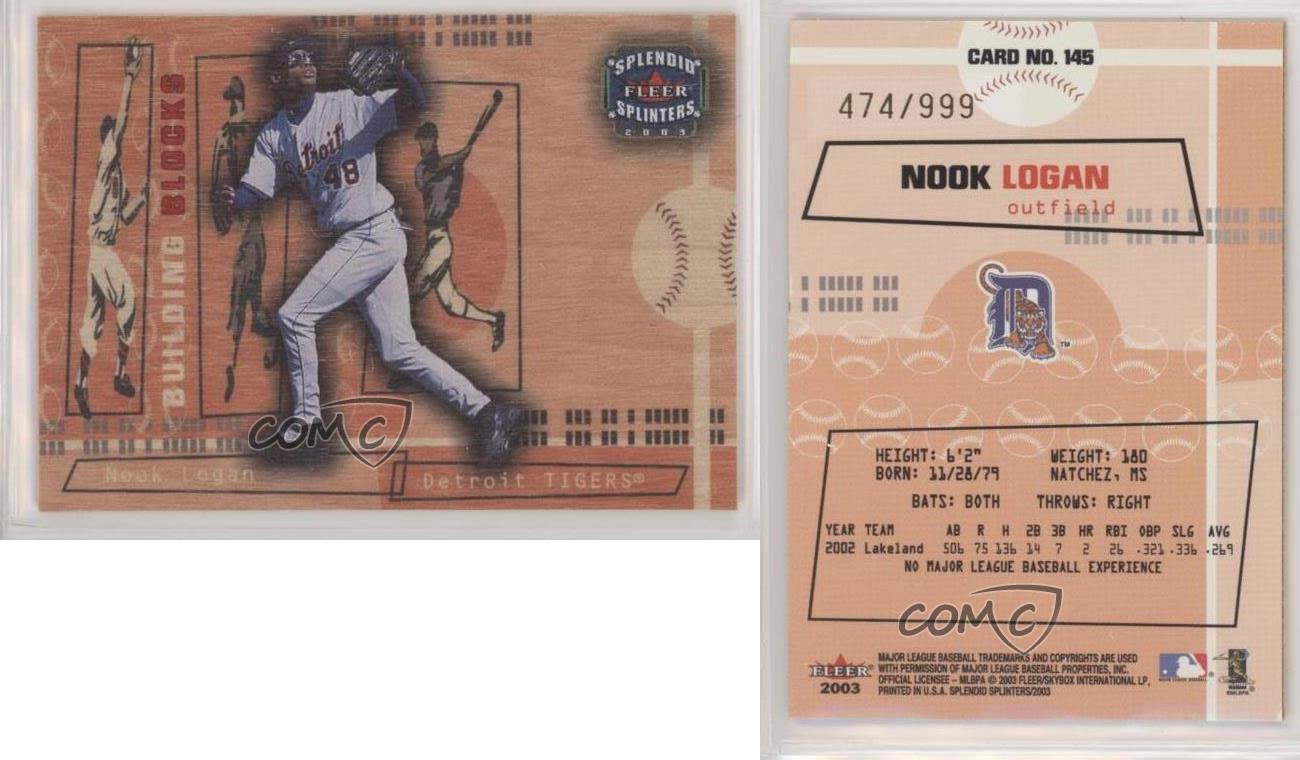 BUILDING BLOCKS
SPLENDID
FLEER
SPLINTERS
2003
Detroit
48
COMC
Nook Logan
Detroit TIGERS®
CARD NO. 145
474/999
NOOK LOGAN
outfield
D
TM
HEIGHT: 6'2" WEIGHT: 180
BORN: 11/28/79 NATCHEZ, MS
BATS: BOTH THROWS: RIGHT
YEAR TEAM AB R H 2B 3B HR RBI OBP SLG AVG
2002 Lakeland 506 75 136 14 7 2 26 .321 .336 .269
NO MAJOR LEAGUE BASEBALL EXPERIENCE
COMC
FLEER
2003
MAJOR LEAGUE BASEBALL TRADEMARKS AND COPYRIGHTS ARE USED
WITH PERMISSION OF MAJOR LEAGUE BASEBALL PROPERTIES, INC.
OFFICIAL LICENSEE – MLBPA © 2003 FLEER/SKYBOX INTERNATIONAL LP,
PRINTED IN U.S.A. SPLENDID SPLINTERS/2003